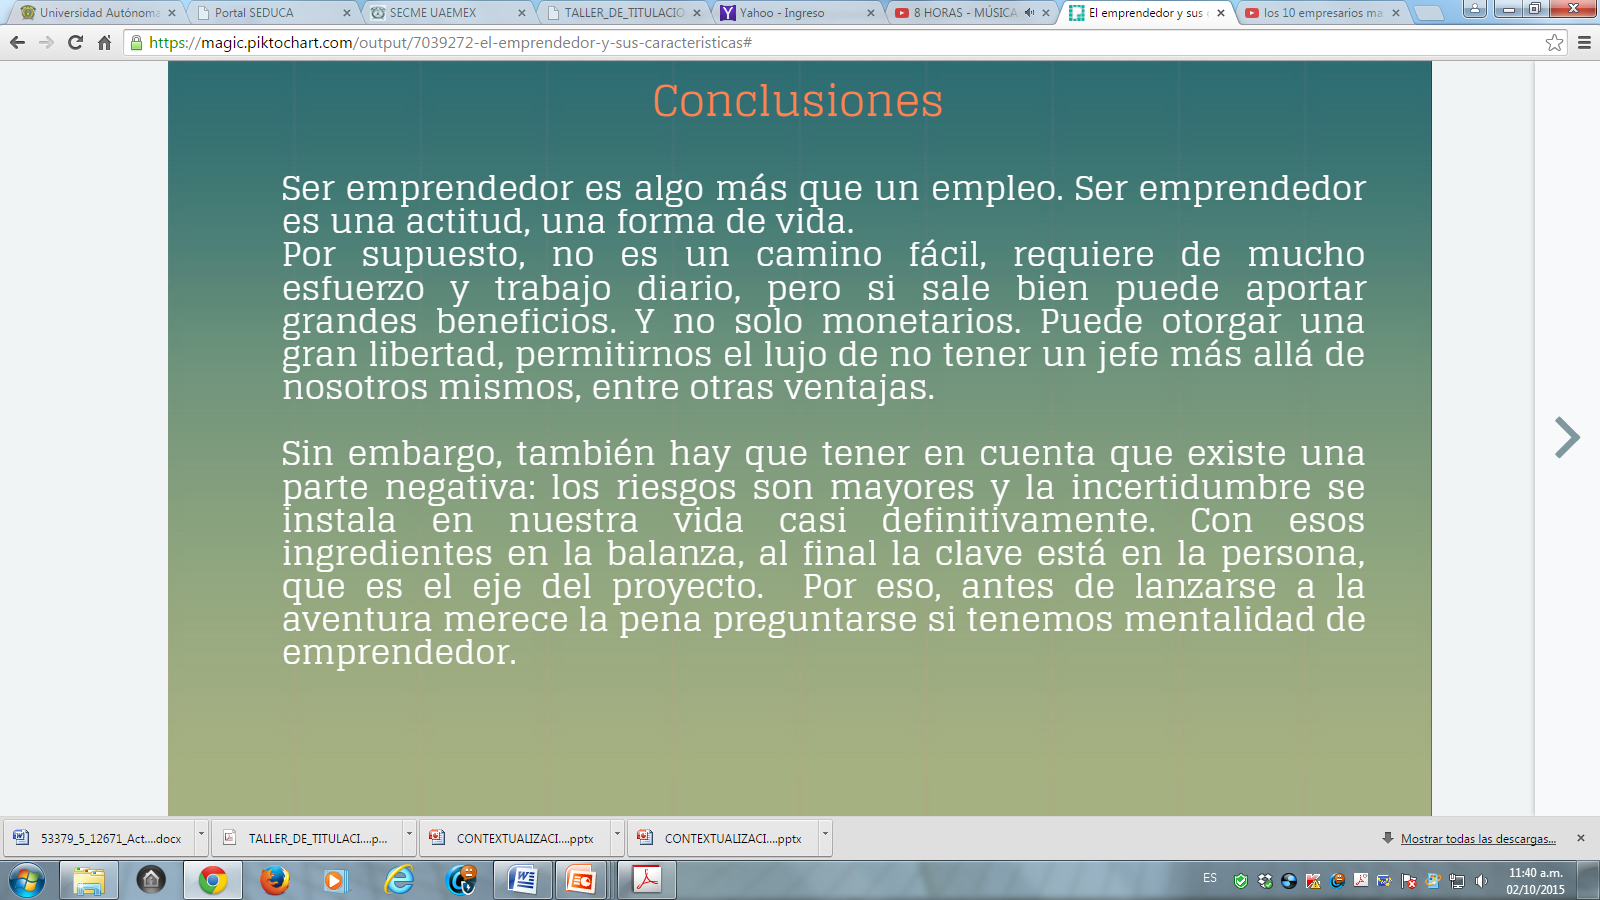 Universidad Autónoma
Portal SEDUCA
SECME UAEMEX
TALLER_DE_TITULACIO
Yahoo - Ingreso
8 HORAS - MÚSICA
El emprendedor y sus
los 10 empresarios ma
https://magic.piktochart.com/output/7039272-el-emprendedor-y-sus-caracteristicas#
Conclusiones
Ser emprendedor es algo más que un empleo. Ser emprendedor
es una actitud, una forma de vida.
Por supuesto, no es un camino fácil, requiere de mucho
esfuerzo y trabajo diario, pero si sale bien puede aportar
grandes beneficios. Y no solo monetarios. Puede otorgar una
gran libertad, permitirnos el lujo de no tener un jefe más allá de
nosotros mismos, entre otras ventajas.
Sin embargo, también hay que tener en cuenta que existe una
parte negativa: los riesgos son mayores y la incertidumbre se
instala en nuestra vida casi definitivamente. Con esos
ingredientes en la balanza, al final la clave está en la persona,
que es el eje del proyecto. Por eso, antes de lanzarse a la
aventura merece la pena preguntarse si tenemos mentalidad de
emprendedor.
53379_5_12671_Act....docx
TALLER_DE_TITULACI....p...
CONTEXTUALIZACI....pptx
CONTEXTUALIZACI....pptx
Mostrar todas las descargas...
ES
11:40 a.m.
02/10/2015